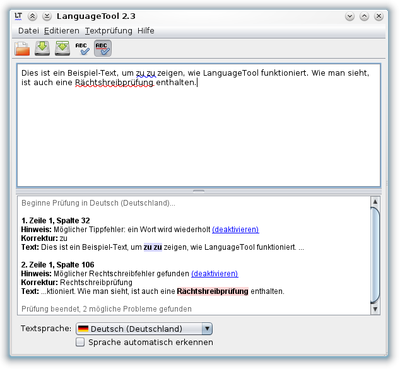 LT LanguageTool 2.3
Datei Editieren Textprüfung Hilfe
ABC ABC
Dies ist ein Beispiel-Text, um zu zu zeigen, wie LanguageTool funktioniert. Wie man sieht,
ist auch eine Rächtshreibprüfung enthalten.
Beginne Prüfung in Deutsch (Deutschland)...
1. Zeile 1, Spalte 32
Hinweis: Möglicher Tippfehler: ein Wort wird wiederholt (deaktivieren)
Korrektur: zu
Text: Dies ist ein Beispiel-Text, um zu zu zeigen, wie LanguageTool funktioniert. ...
2. Zeile 1, Spalte 106
Hinweis: Möglicher Rechtschreibfehler gefunden (deaktivieren)
Korrektur: Rechtschreibprüfung
Text: ...ktioniert. Wie man sieht, ist auch eine Rächtshreibprüfung enthalten.
Prüfung beendet, 2 mögliche Probleme gefunden
Textsprache: Deutsch (Deutschland)
Sprache automatisch erkennen